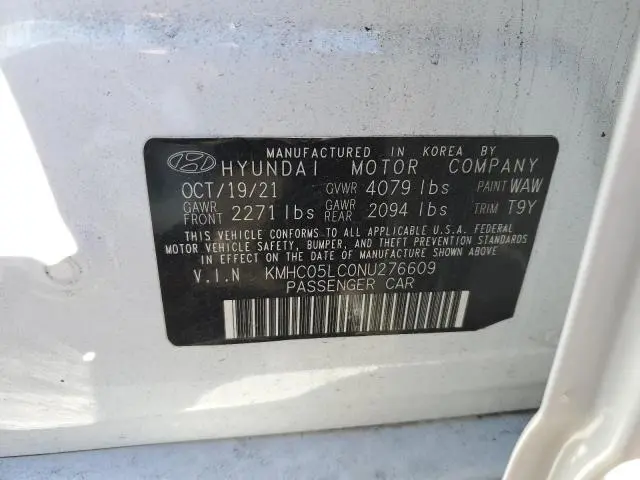 MANUFACTURED IN KOREA BY
HYUNDAI MOTOR COMPANY
OCT/19/21 GVWR 4079 lbs PAINT WAW
GAWR FRONT 2271 lbs GAWR REAR 2094 lbs TRIM T9Y
THIS VEHICLE CONFORMS TO ALL APPLICABLE U.S.A. FEDERAL
MOTOR VEHICLE SAFETY, BUMPER, AND THEFT PREVENTION
STANDARDS IN EFFECT ON THE DATE OF MANUFACTURE SHOWN ABOVE.
V.I.N KMHC05LC0NU276609
PASSENGER CAR